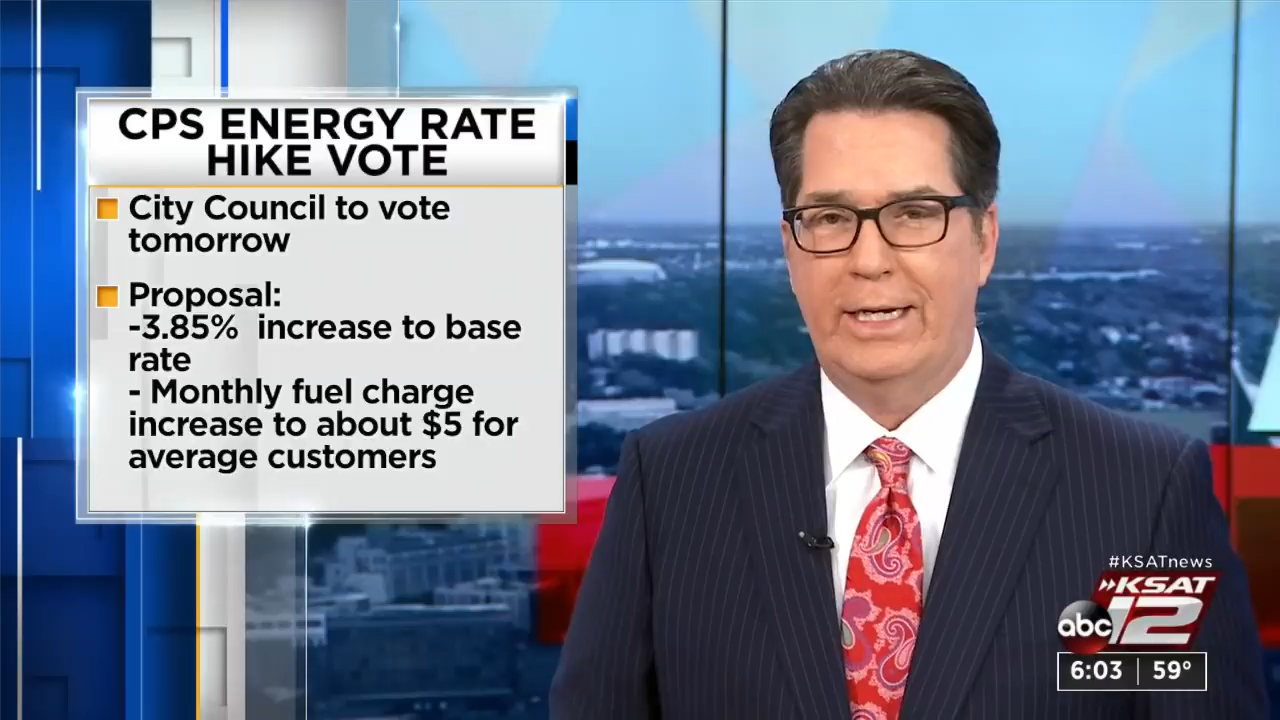 CPS ENERGY RATE
HIKE VOTE
City Council to vote
tomorrow
Proposal:
-3.85% increase to base
rate
- Monthly fuel charge
increase to about $5 for
average customers
#KSATnews
KSAT
abc 12
6:03 59°